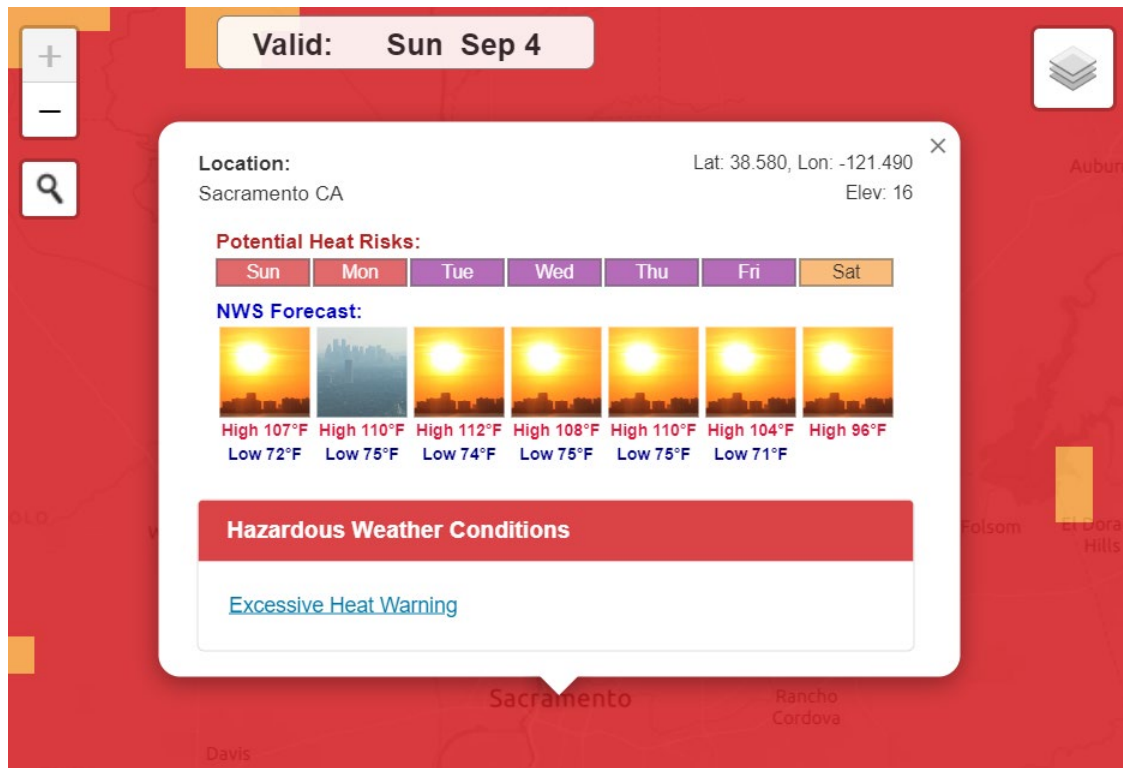 +
Valid: Sun Sep 4
−
Location:
Lat: 38.580, Lon: -121.490
×
Sacramento CA
Elev: 16
Potential Heat Risks:
Sun Mon Tue Wed Thu Fri Sat
NWS Forecast:
High 107°F High 110°F High 112°F High 108°F High 110°F High 104°F High 96°F
Low 72°F Low 75°F Low 74°F Low 75°F Low 75°F Low 71°F
Hazardous Weather Conditions
Excessive Heat Warning
Auburn
OLO
W
Folsom
El Dora
Hills
Sacramento
Rancho
Cordova
Davis